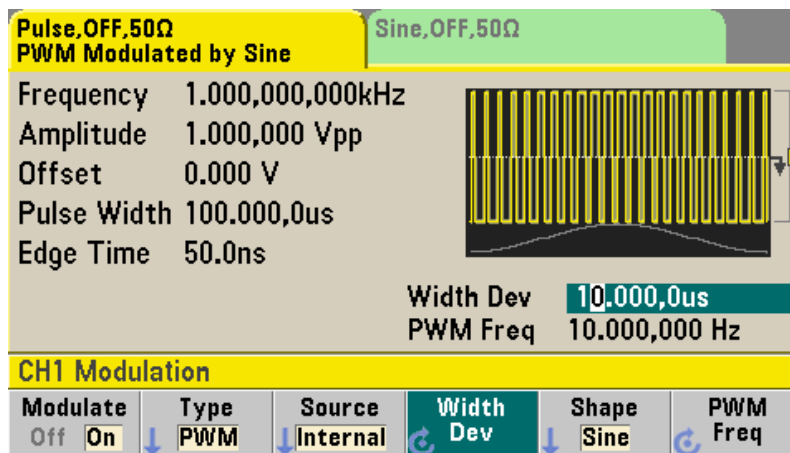 Pulse,OFF,50Ω
PWM Modulated by Sine
Sine,OFF,50Ω
Frequency 1.000,000,000kHz
Amplitude 1.000,000 Vpp
Offset 0.000 V
Pulse Width 100.000,0us
Edge Time 50.0ns
Width Dev 10.000,0us
PWM Freq 10.000,000 Hz
CH1 Modulation
Modulate Type Source Width Shape PWM
Off On PWM Internal Dev Sine Freq